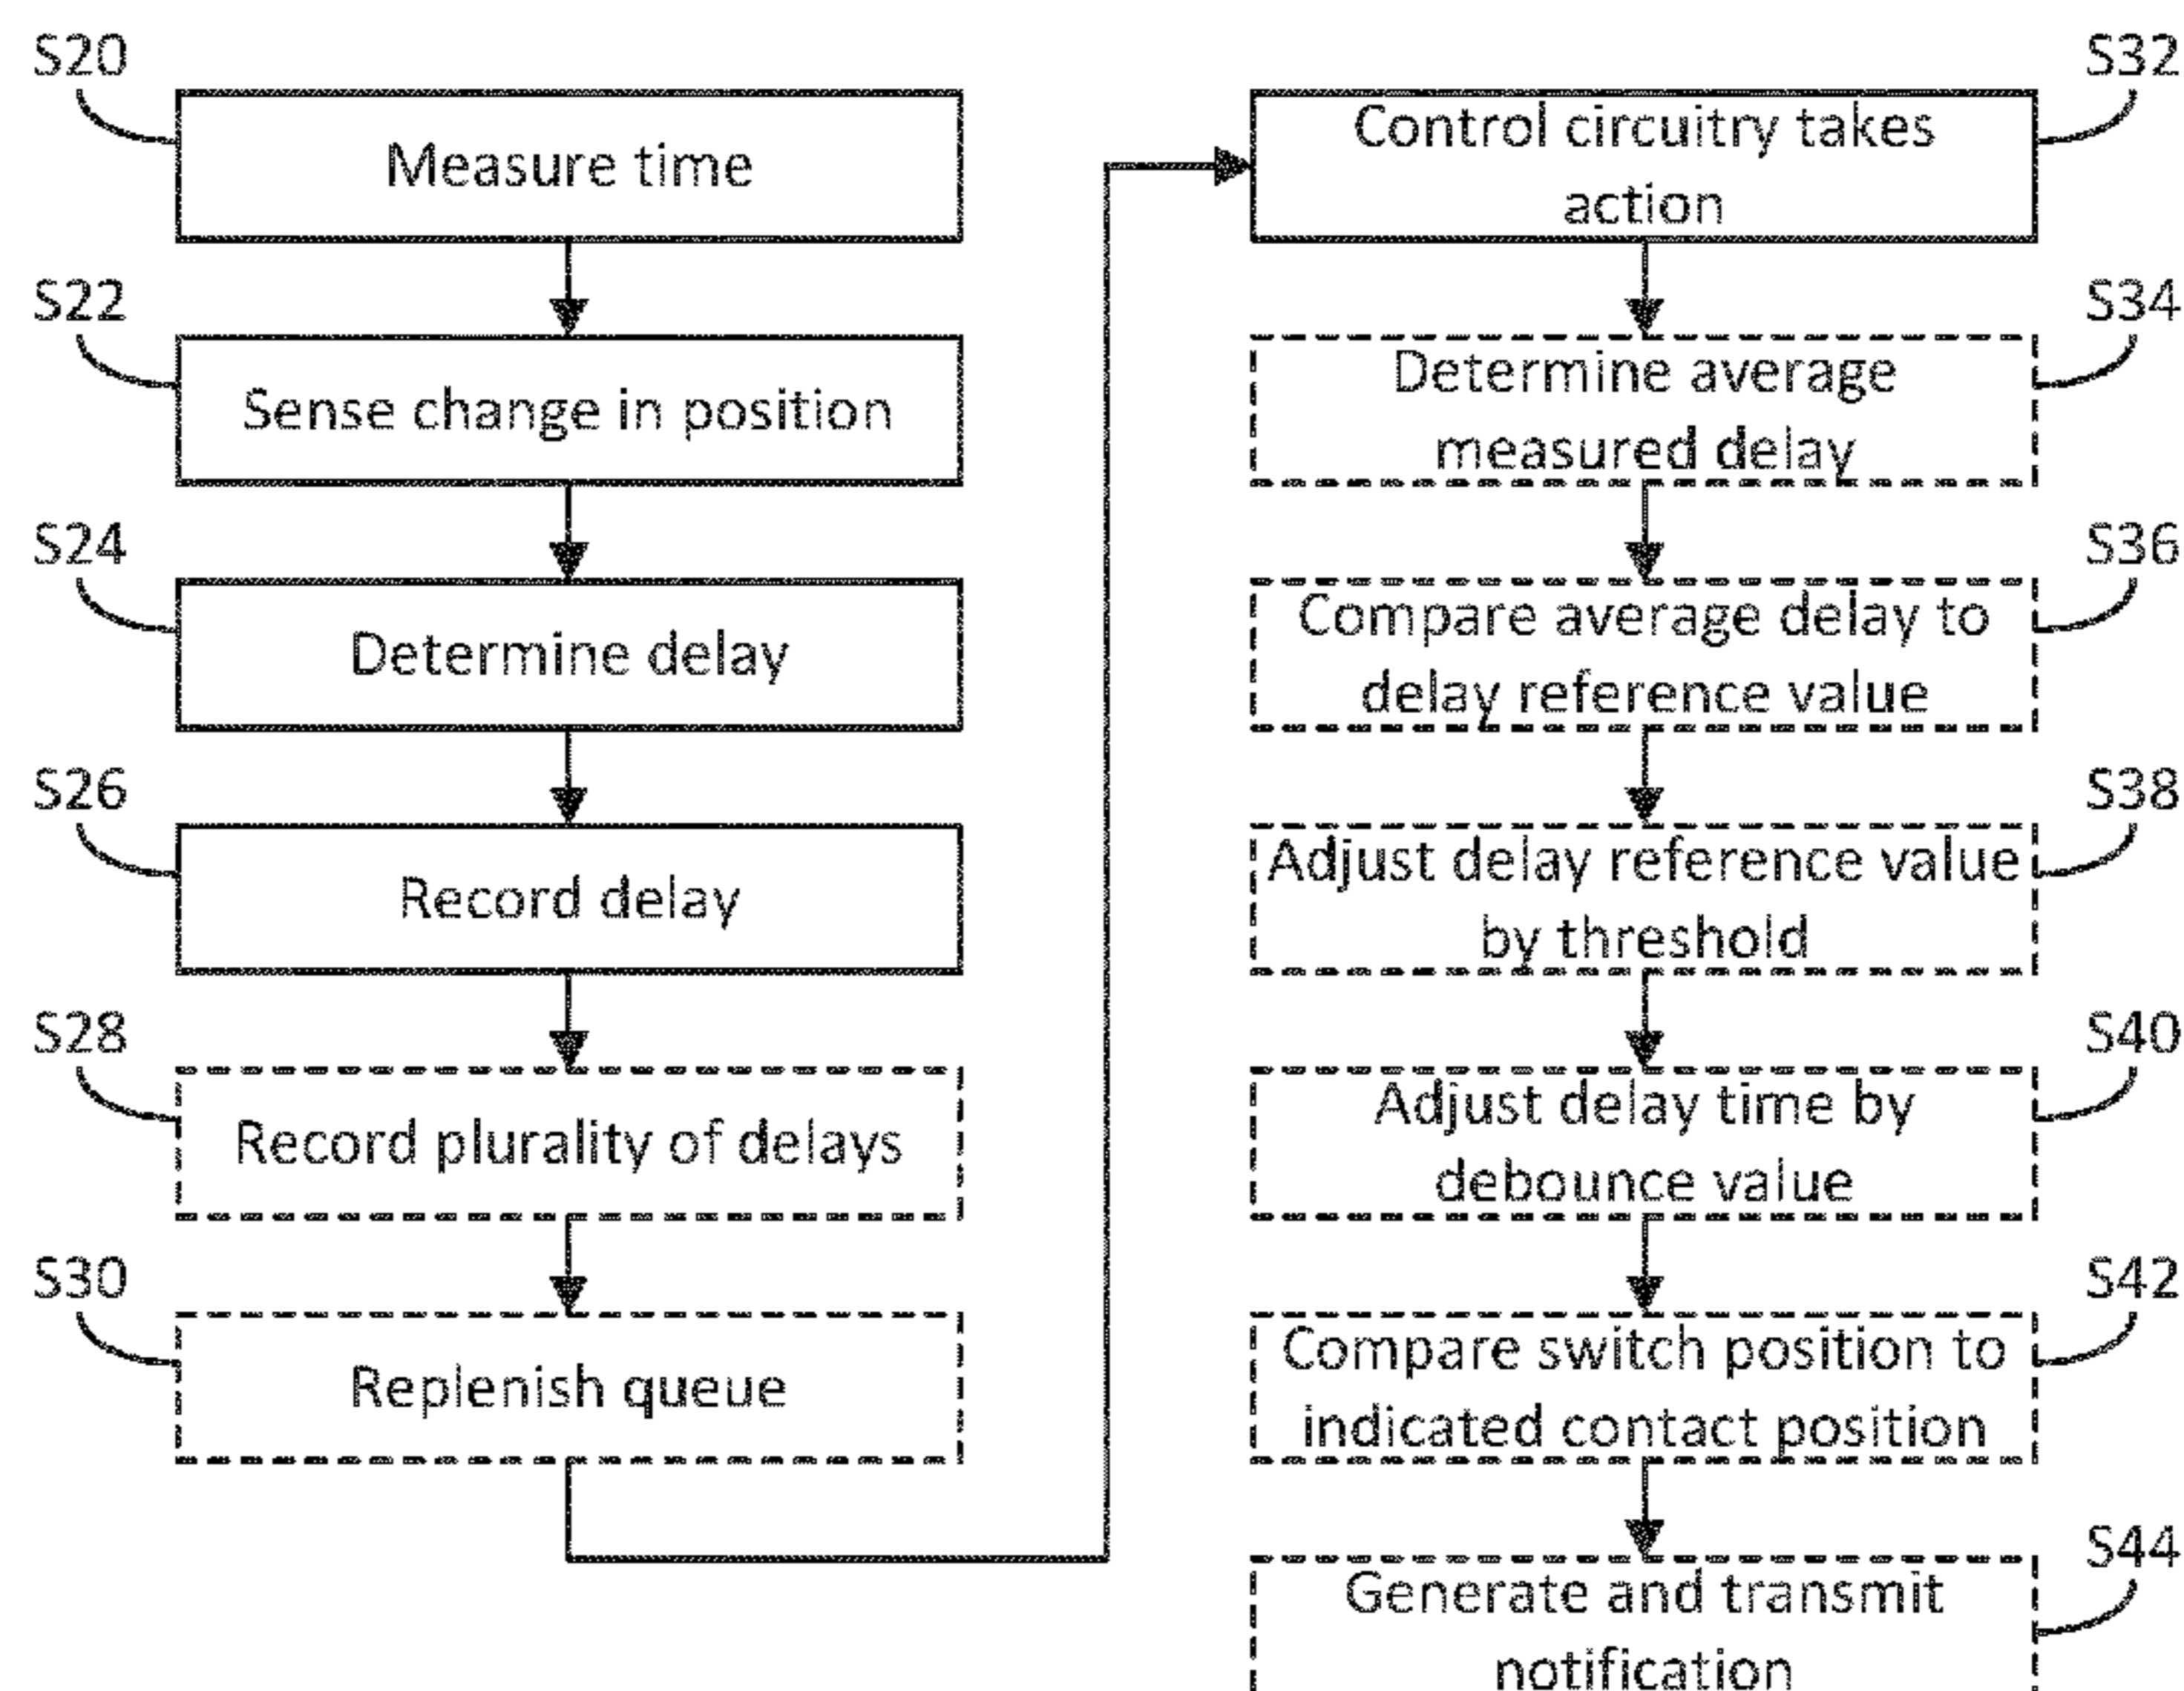 S20
Measure time
S22
Sense change in position
S24
Determine delay
S26
Record delay
S28
Record plurality of delays
S30
Replenish queue
S32
Control circuitry takes
action
S34
Determine average
measured delay
S36
Compare average delay to
delay reference value
S38
Adjust delay reference value
by threshold
S40
Adjust delay time by
debounce value
S42
Compare switch position to
indicated contact position
S44
Generate and transmit
notification